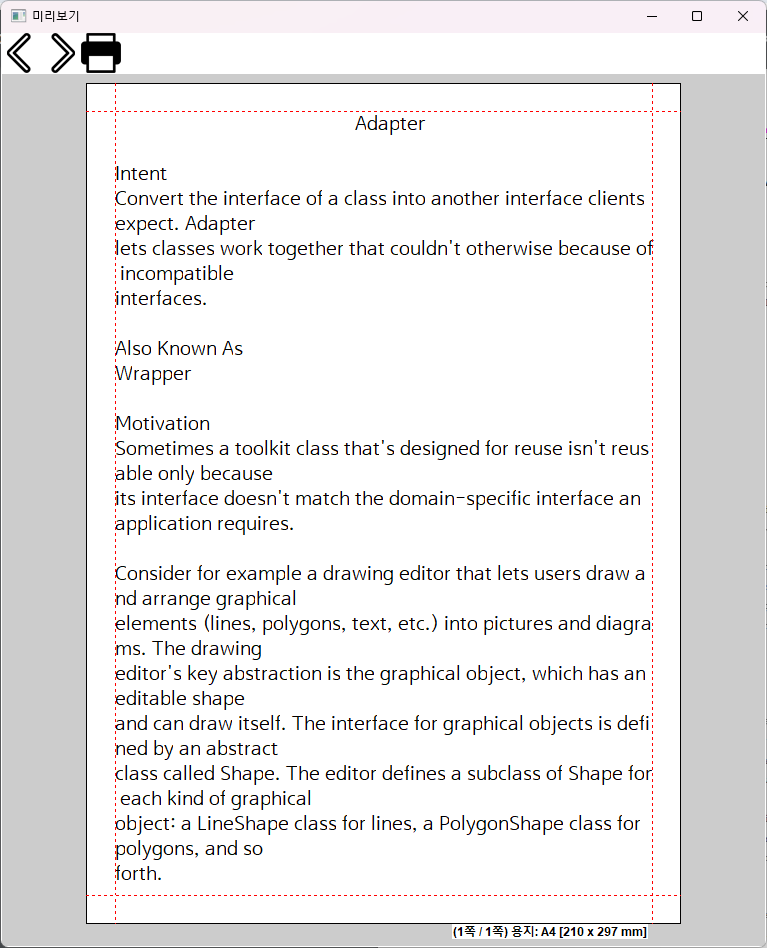 미리보기
Adapter
Intent
Convert the interface of a class into another interface clients
expect. Adapter
lets classes work together that couldn't otherwise because of
incompatible
interfaces.
Also Known As
Wrapper
Motivation
Sometimes a toolkit class that's designed for reuse isn't reus
able only because
its interface doesn't match the domain-specific interface an
application requires.
Consider for example a drawing editor that lets users draw a
nd arrange graphical
elements (lines, polygons, text, etc.) into pictures and diagra
ms. The drawing
editor's key abstraction is the graphical object, which has an
editable shape
and can draw itself. The interface for graphical objects is defi
ned by an abstract
class called Shape. The editor defines a subclass of Shape for
each kind of graphical
object: a LineShape class for lines, a PolygonShape class for
polygons, and so
forth.
(1쪽 / 1쪽) 용지: A4 [210 x 297 mm]